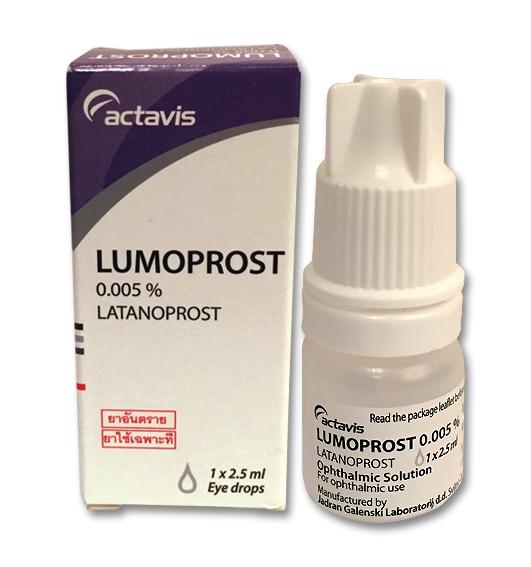 LUMOPROST
actavis
LUMOPROST
0.005 %
LATANOPROST
ยาอันตราย
ยาใช้เฉพาะที่
1 x 2.5 ml
Eye drops
actavis
Read the package leaflet
LUMOPROST 0.005 %
LATANOPROST 1 x 2.5 ml
Ophthalmic Solution
For ophthalmic use
Manufactured by
Jadran Galenski Laboratorij d.d.